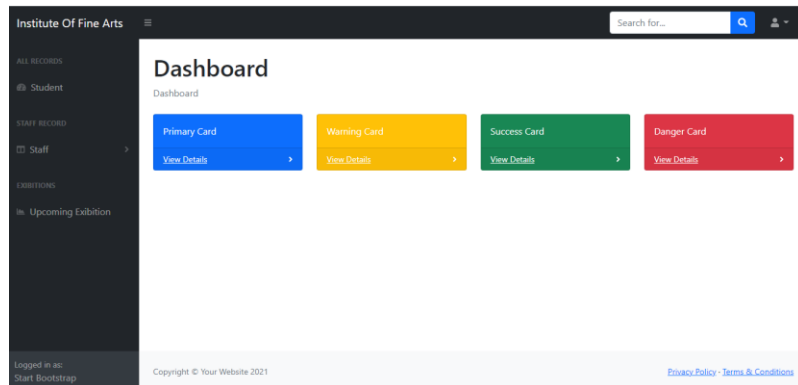 Institute Of Fine Arts
Search for...
ALL RECORDS
Student
STAFF RECORD
Staff
EXIBITIONS
Upcoming Exibition
Logged in as:
Start Bootstrap
Dashboard
Dashboard
Primary Card
View Details
Warning Card
View Details
Success Card
View Details
Danger Card
View Details
Copyright © Your Website 2021
Privacy Policy · Terms & Conditions